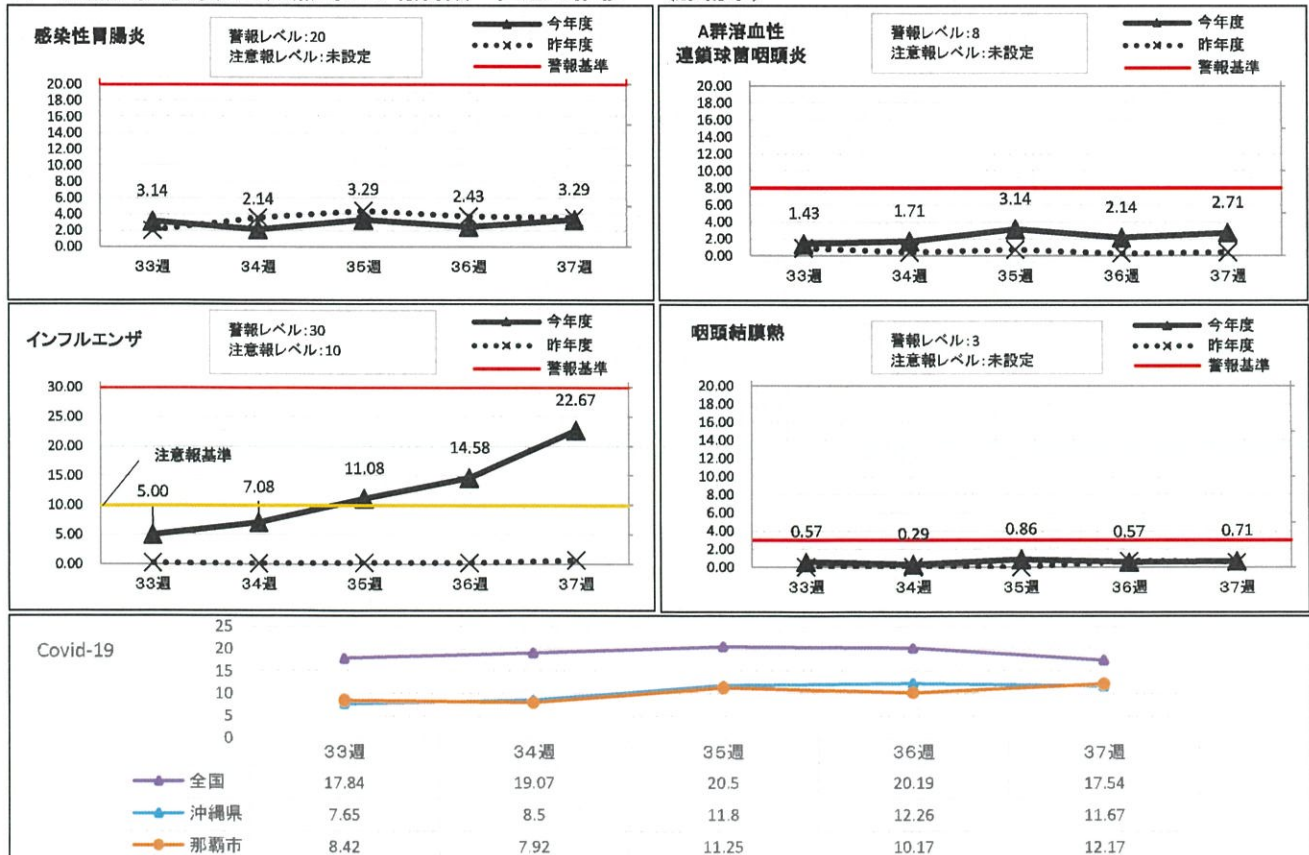 感染性胃腸炎
警報レベル:20
注意報レベル:未設定
今年度
昨年度
警報基準
20.00
18.00
16.00
14.00
12.00
10.00
8.00
6.00
4.00
2.00
0.00
3.14
2.14
3.29
2.43
3.29
33週
34週
35週
36週
37週
A群溶血性
連鎖球菌咽頭炎
警報レベル:8
注意報レベル:未設定
今年度
昨年度
警報基準
20.00
18.00
16.00
14.00
12.00
10.00
8.00
6.00
4.00
2.00
0.00
1.43
1.71
3.14
2.14
2.71
33週
34週
35週
36週
37週
インフルエンザ
警報レベル:30
注意報レベル:10
今年度
昨年度
警報基準
30.00
25.00
20.00
15.00
10.00
5.00
0.00
注意報基準
5.00
7.08
11.08
14.58
22.67
33週
34週
35週
36週
37週
咽頭結膜熱
警報レベル:3
注意報レベル:未設定
今年度
昨年度
警報基準
20.00
18.00
16.00
14.00
12.00
10.00
8.00
6.00
4.00
2.00
0.00
0.57
0.29
0.86
0.57
0.71
33週
34週
35週
36週
37週
Covid-19
25
20
15
10
5
0
33週 34週 35週 36週 37週
全国 17.84 19.07 20.5 20.19 17.54
沖縄県 7.65 8.5 11.8 12.26 11.67
那覇市 8.42 7.92 11.25 10.17 12.17